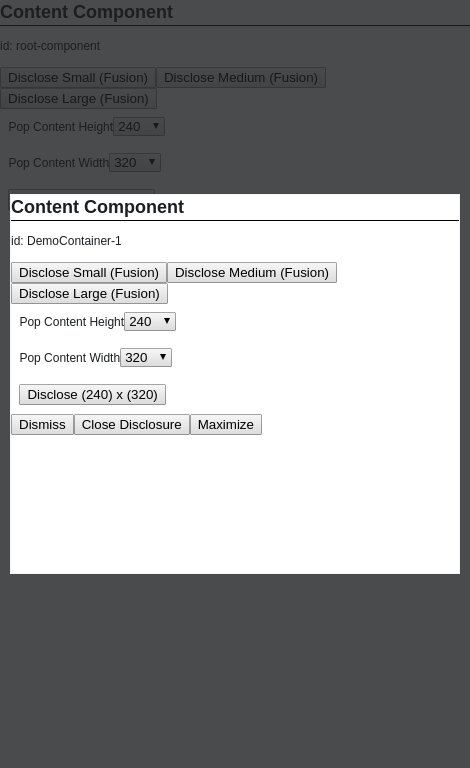 Content Component
id: root-component
Disclose Small (Fusion) Disclose Medium (Fusion)
Disclose Large (Fusion)
Pop Content Height 240
Pop Content Width 320
Content Component
id: DemoContainer-1
Disclose Small (Fusion) Disclose Medium (Fusion)
Disclose Large (Fusion)
Pop Content Height 240
Pop Content Width 320
Disclose (240) x (320)
Dismiss Close Disclosure Maximize